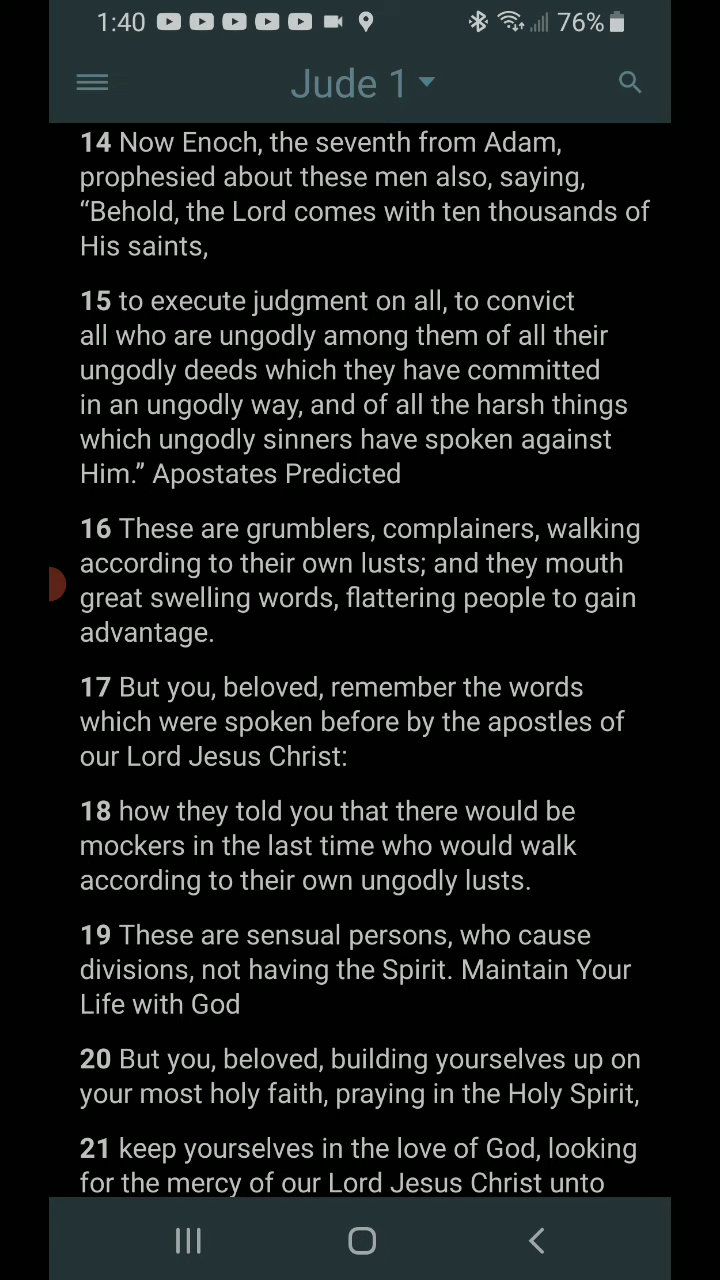 1:40 76%
Jude 1
14 Now Enoch, the seventh from Adam,
prophesied about these men also, saying,
“Behold, the Lord comes with ten thousands of
His saints,
15 to execute judgment on all, to convict
all who are ungodly among them of all their
ungodly deeds which they have committed
in an ungodly way, and of all the harsh things
which ungodly sinners have spoken against
Him.” Apostates Predicted
16 These are grumblers, complainers, walking
according to their own lusts; and they mouth
great swelling words, flattering people to gain
advantage.
17 But you, beloved, remember the words
which were spoken before by the apostles of
our Lord Jesus Christ:
18 how they told you that there would be
mockers in the last time who would walk
according to their own ungodly lusts.
19 These are sensual persons, who cause
divisions, not having the Spirit. Maintain Your
Life with God
20 But you, beloved, building yourselves up on
your most holy faith, praying in the Holy Spirit,
21 keep yourselves in the love of God, looking
for the mercy of our Lord Jesus Christ unto